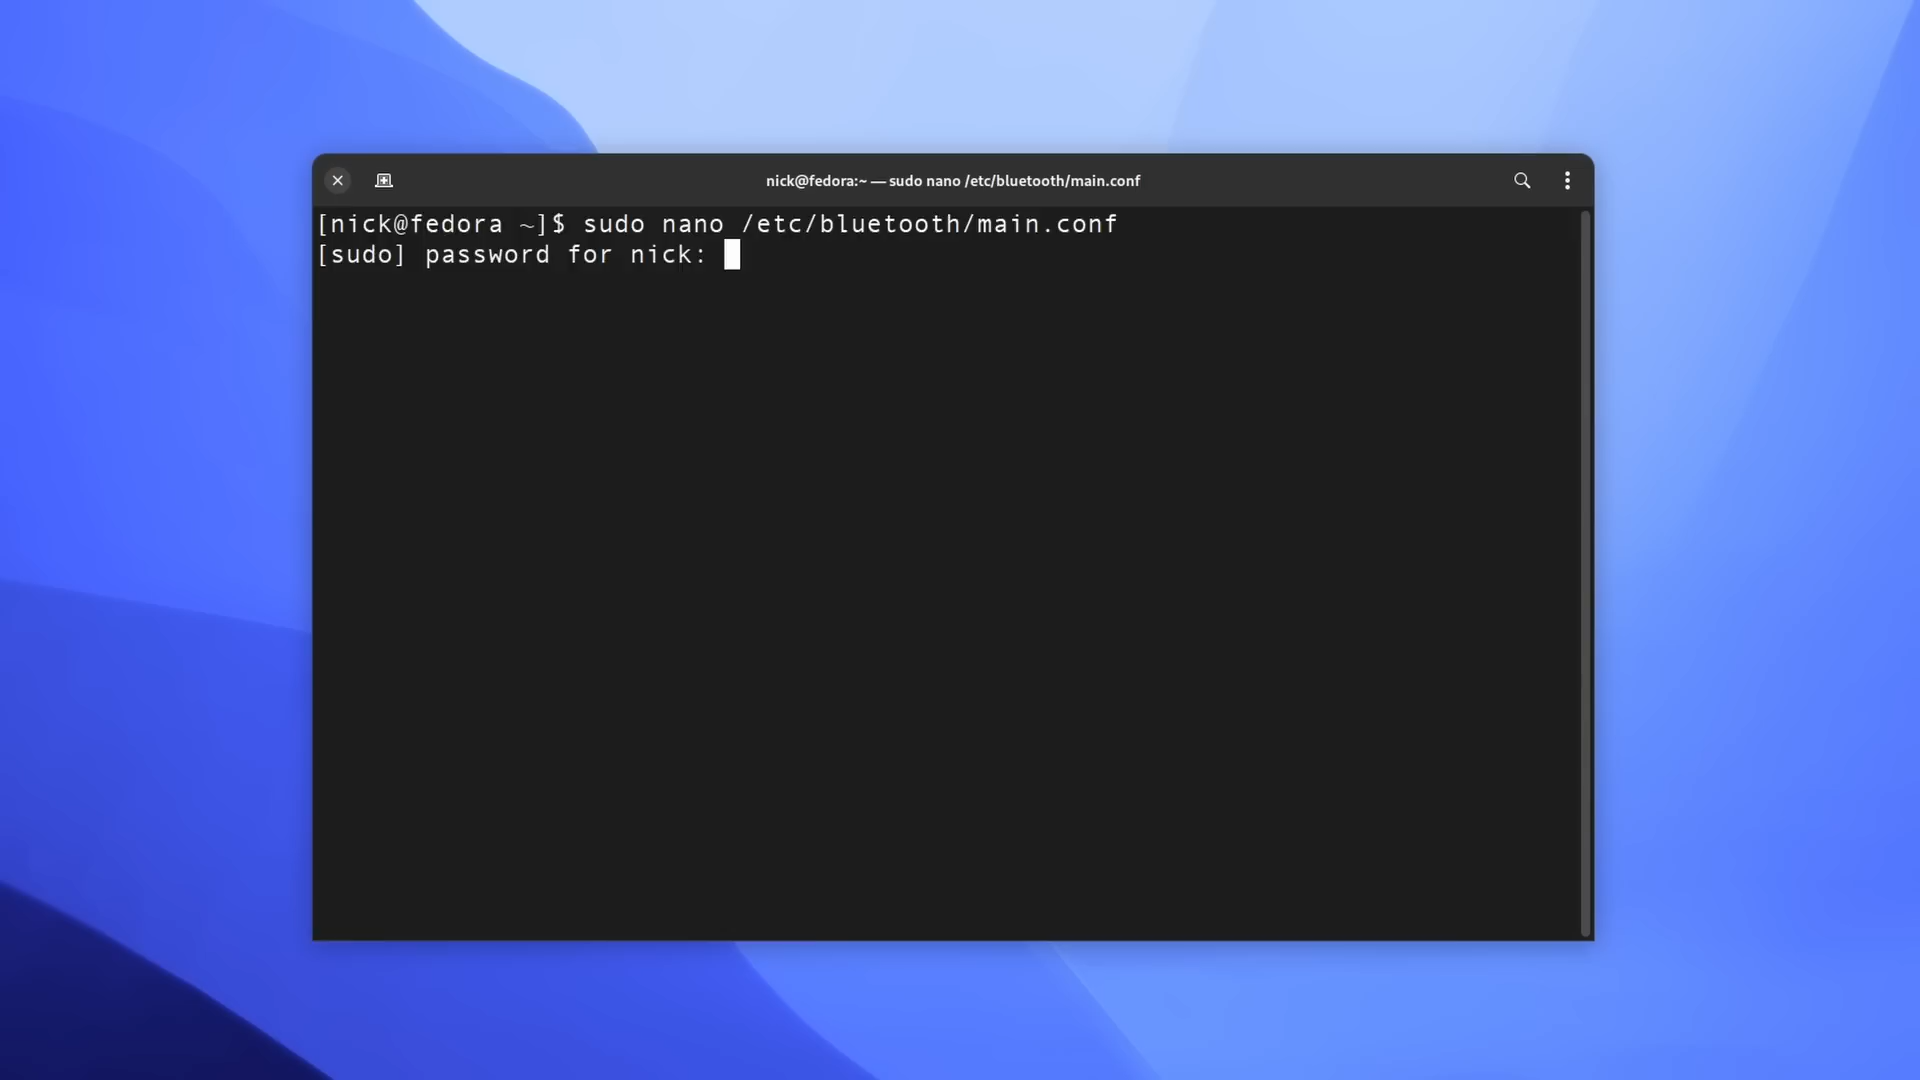 nick@fedora:~ — sudo nano /etc/bluetooth/main.conf
[nick@fedora ~]$ sudo nano /etc/bluetooth/main.conf
[sudo] password for nick: